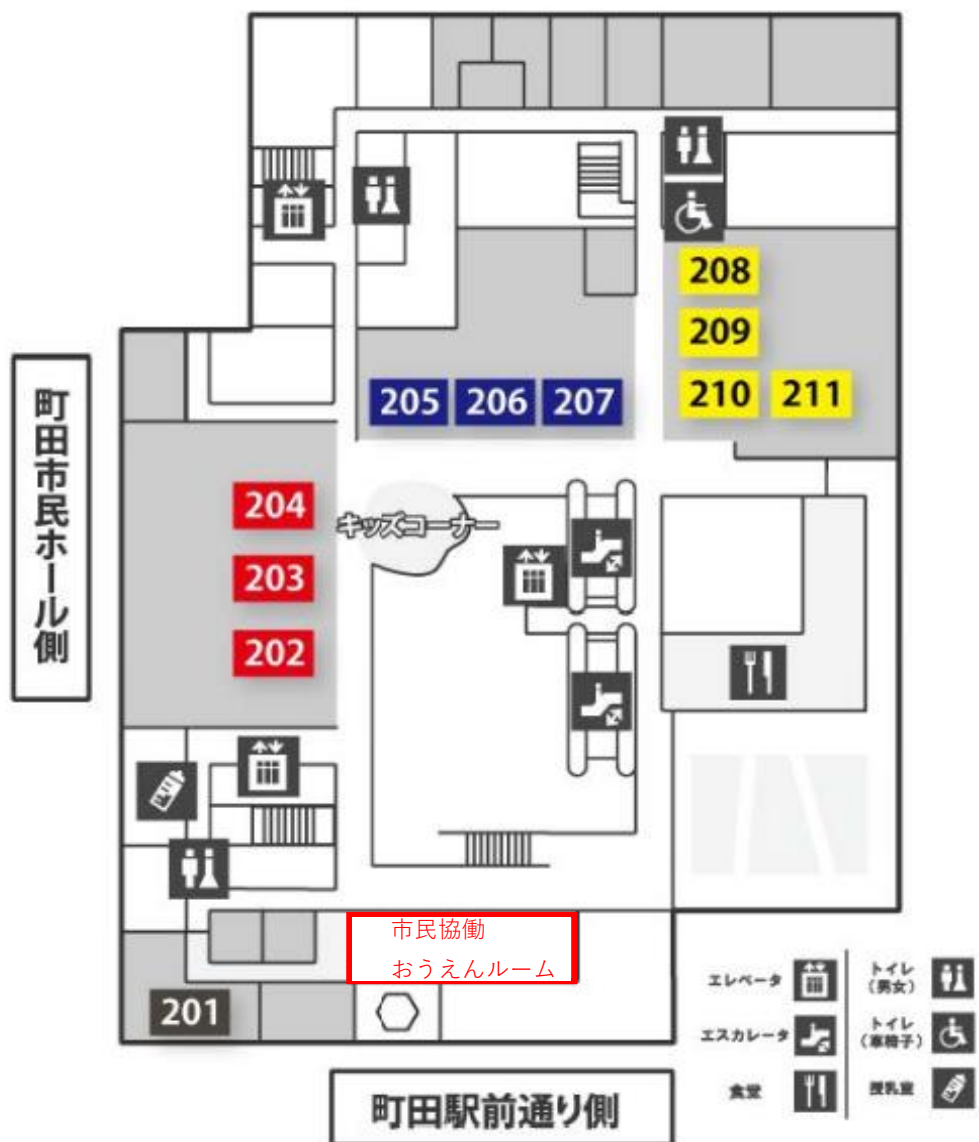 208
209
205 206 207 210 211
町田市民ホール側
204
キッズコーナー
203
202
市民協働
おうえんルーム
201
エレベータ
トイレ
(男女)
エスカレータ
トイレ
(車椅子)
食堂
授乳室
町田駅前通り側